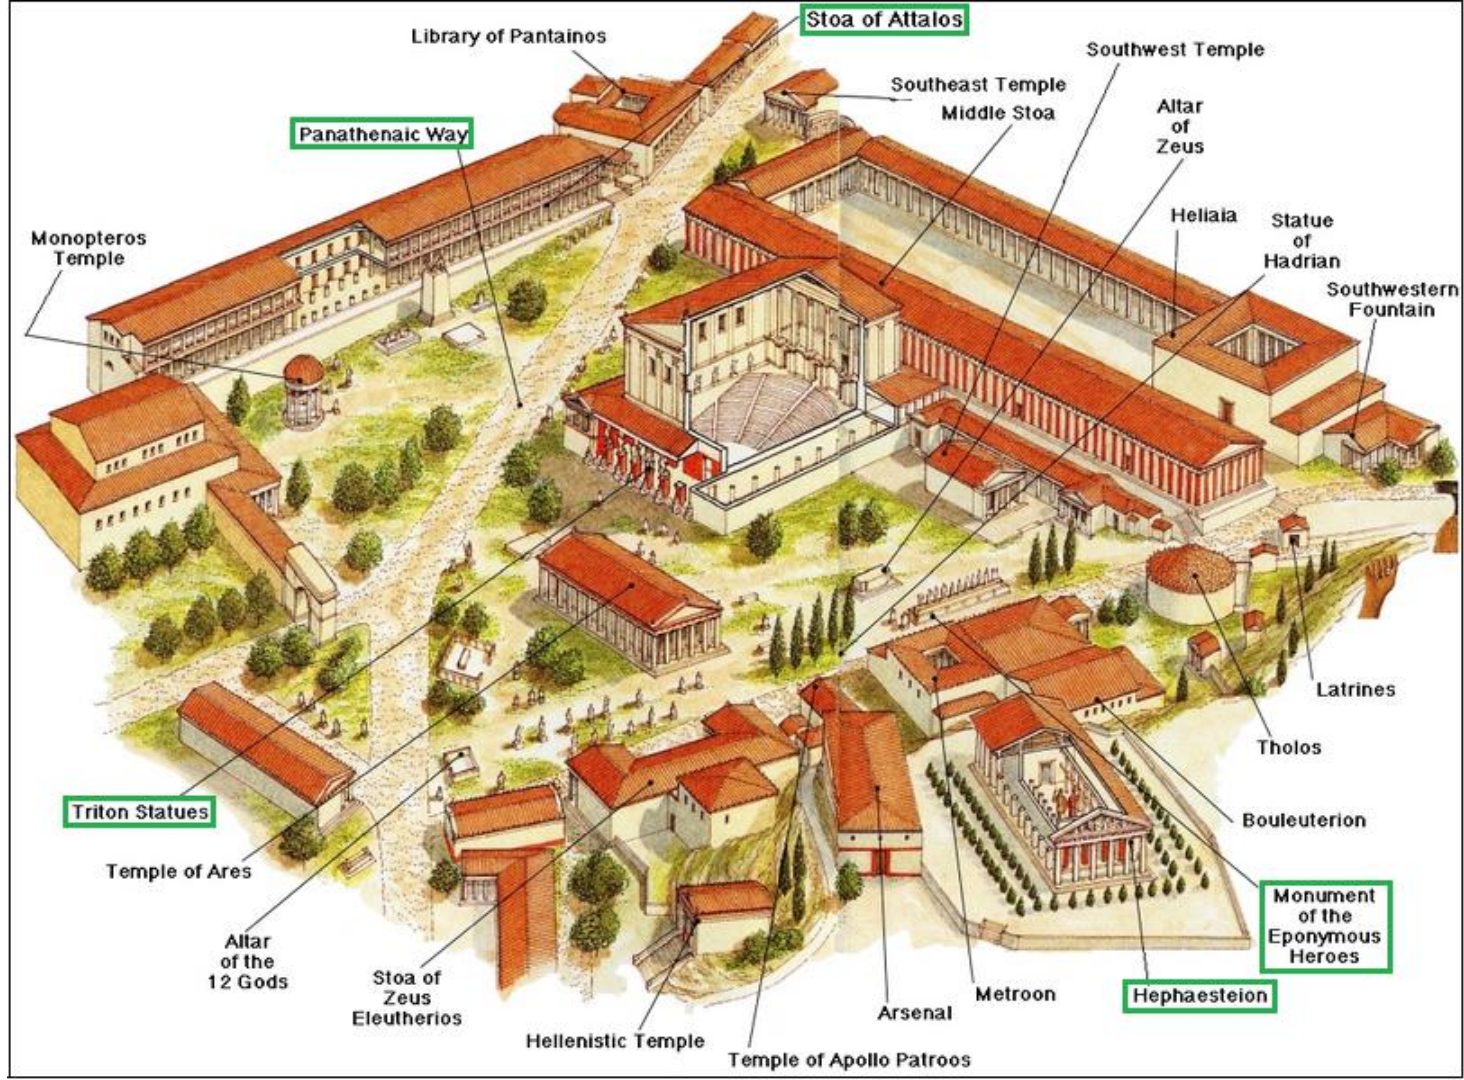 Stoa of Attalos
Library of Pantainos
Southwest Temple
Southeast Temple
Middle Stoa
Altar
of
Zeus
Panathenaic Way
Heliaia
Statue
of
Hadrian
Monopteros
Temple
Southwestern
Fountain
Latrines
Tholos
Triton Statues
Bouleuterion
Temple of Ares
Monument
of the
Eponymous
Heroes
Altar
of the
12 Gods
Stoa of
Zeus
Eleutherios
Metroon
Hephaesteion
Arsenal
Hellenistic Temple
Temple of Apollo Patroos